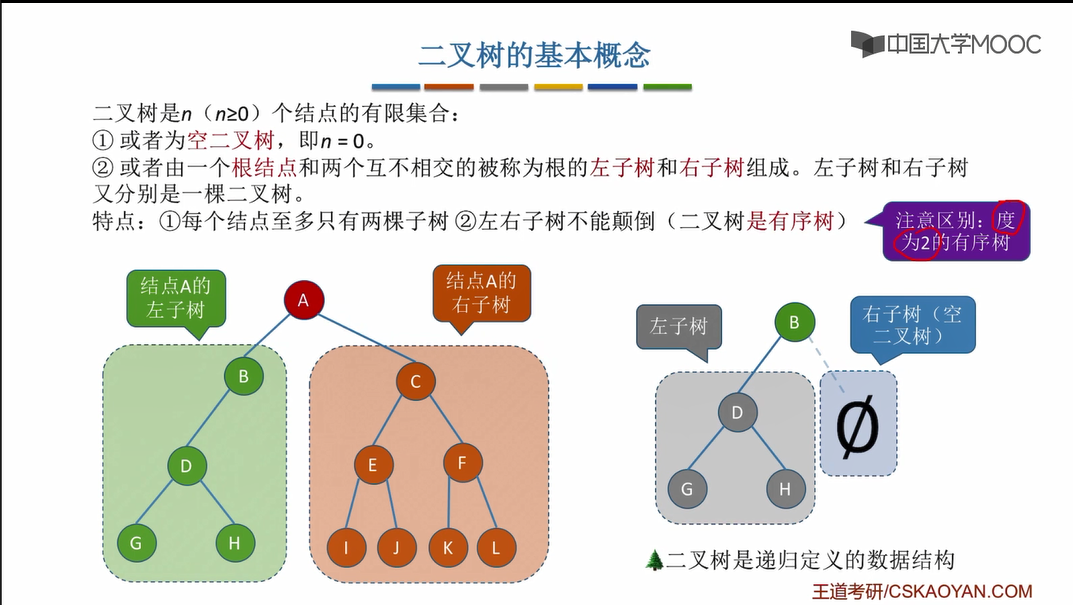 中国大学MOOC
二叉树的基本概念
二叉树是n（n≥0）个结点的有限集合：
① 或者为空二叉树，即n = 0。
② 或者由一个根结点和两个互不相交的被称为根的左子树和右子树组成。左子树和右子树
又分别是一棵二叉树。
特点：①每个结点至多只有两棵子树 ②左右子树不能颠倒（二叉树是有序树）
注意区别：度
为2的有序树
结点A的
左子树
A
结点A的
右子树
B
C
D
E
F
G
H
I
J
K
L
左子树
B
右子树（空
二叉树）
D
Ø
G
H
二叉树是递归定义的数据结构
王道考研/CSKAOYAN.COM